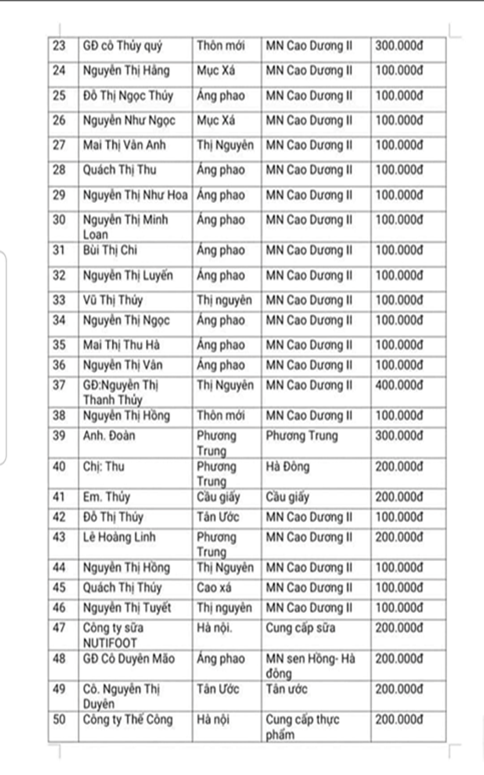 23 GĐ cô Thủy quý Thôn mới MN Cao Dương II 300.000đ
24 Nguyễn Thị Hằng Mục Xá MN Cao Dương II 100.000đ
25 Đỗ Thị Ngọc Thúy Áng phao MN Cao Dương II 100.000đ
26 Nguyễn Như Ngọc Mục Xá MN Cao Dương II 100.000đ
27 Mai Thị Vân Anh Thị Nguyên MN Cao Dương II 100.000đ
28 Quách Thị Thu Áng phao MN Cao Dương II 100.000đ
29 Nguyễn Thị Như Hoa Áng phao MN Cao Dương II 100.000đ
30 Nguyễn Thị Minh Áng phao MN Cao Dương II 100.000đ
Loan
31 Bùi Thị Chi Áng phao MN Cao Dương II 100.000đ
32 Nguyễn Thị Luyến Áng phao MN Cao Dương II 100.000đ
33 Vũ Thị Thủy Thị nguyên MN Cao Dương II 100.000đ
34 Nguyễn Thị Ngọc Áng phao MN Cao Dương II 100.000đ
35 Mai Thị Thu Hà Áng phao MN Cao Dương II 100.000đ
36 Nguyễn Thị Vân Áng phao MN Cao Dương II 100.000đ
37 GĐ:Nguyễn Thị Thị Nguyên MN Cao Dương II 400.000đ
Thanh Thủy
38 Nguyễn Thị Hồng Thôn mới MN Cao Dương II 100.000đ
39 Anh. Đoàn Phương Phương Trung 300.000đ
Trung
40 Chị: Thu Phương Hà Đông 200.000đ
Trung
41 Em. Thủy Cầu giấy Cầu giấy 200.000đ
42 Đỗ Thị Thúy Tân Ước MN Cao Dương II 100.000đ
43 Lê Hoàng Linh Phương MN Cao Dương II 200.000đ
Trung
44 Nguyễn Thị Hồng Thị Nguyên MN Cao Dương II 100.000đ
45 Quách Thị Thúy Cao xá MN Cao Dương II 100.000đ
46 Nguyễn Thị Tuyết Thị nguyên MN Cao Dương II 100.000đ
47 Công ty sữa Hà nội. Cung cấp sữa 200.000đ
NUTIFOOT
48 GĐ Cô Duyên Mão Áng phao MN sen Hồng- Hà 200.000đ
đông
49 Cô. Nguyễn Thị Tân Ước Tân ước 200.000đ
Duyên
50 Công ty Thế Công Hà nội Cung cấp thực 200.000đ
phẩm